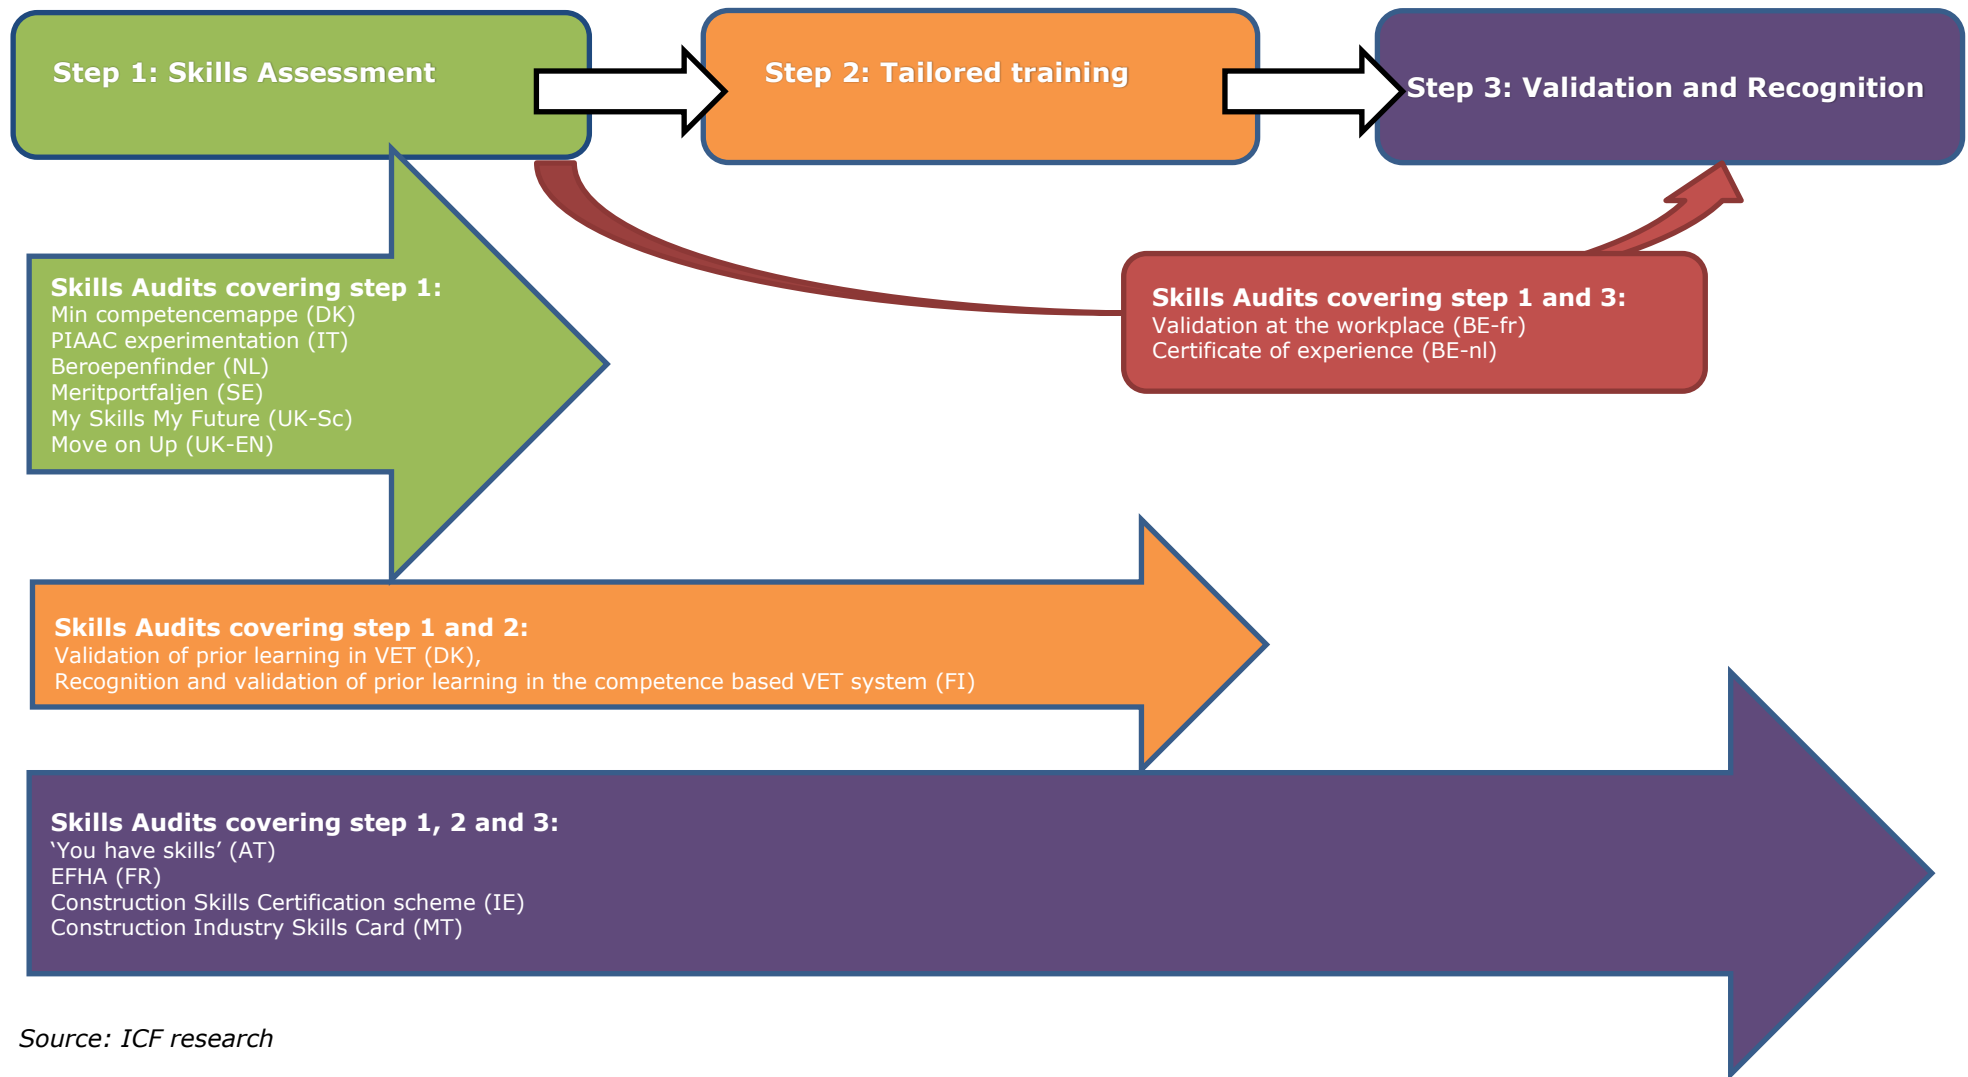 Step 1: Skills Assessment
Step 2: Tailored training
Step 3: Validation and Recognition
Skills Audits covering step 1:
Min competencemappe (DK)
PIAAC experimentation (IT)
Beroepenfinder (NL)
Meritportfaljen (SE)
My Skills My Future (UK-Sc)
Move on Up (UK-EN)
Skills Audits covering step 1 and 3:
Validation at the workplace (BE-fr)
Certificate of experience (BE-nl)
Skills Audits covering step 1 and 2:
Validation of prior learning in VET (DK),
Recognition and validation of prior learning in the competence based VET system (FI)
Skills Audits covering step 1, 2 and 3:
‘You have skills’ (AT)
EFHA (FR)
Construction Skills Certification scheme (IE)
Construction Industry Skills Card (MT)
Source: ICF research